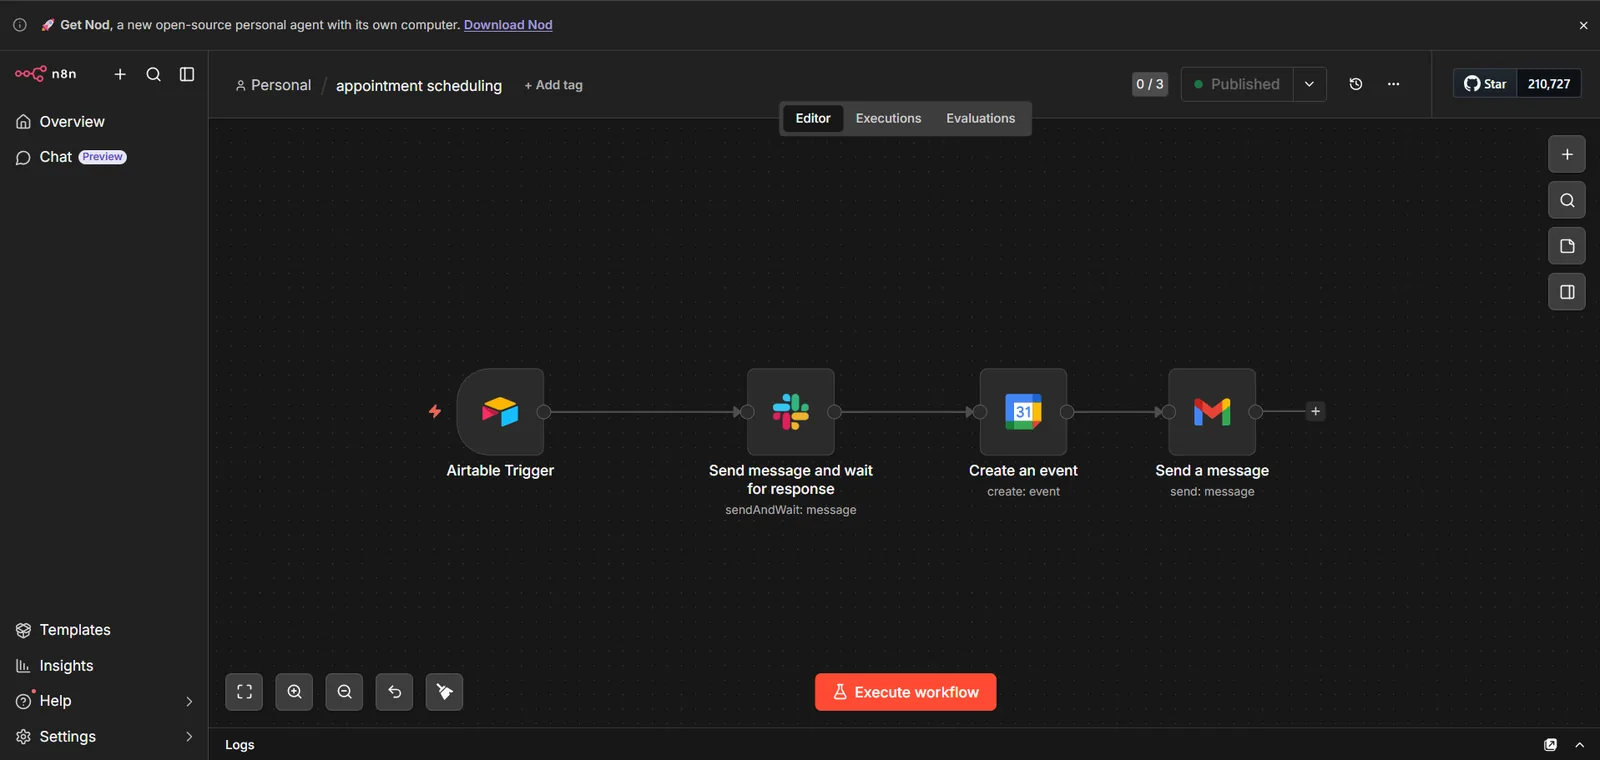 🚀 Get Nod, a new open-source personal agent with its own computer. Download Nod
n8n
Personal / appointment scheduling + Add tag
0 / 3
Published
Star 210,727
Editor Executions Evaluations
Overview
Chat Preview
31
Airtable Trigger
Send message and wait
for response
sendAndWait: message
Create an event
create: event
Send a message
send: message
Templates
Insights
Help
Settings
Execute workflow
Logs